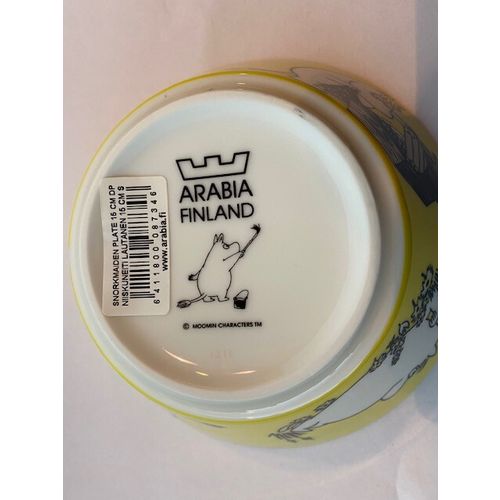 ARABIA
FINLAND
© MOOMIN CHARACTERS TM
SNORKMAIDEN PLATE 15 CM DP
NIISKUNEITI LAUTANEN 15 CM S
6 411800 087346
www.arabia.fi